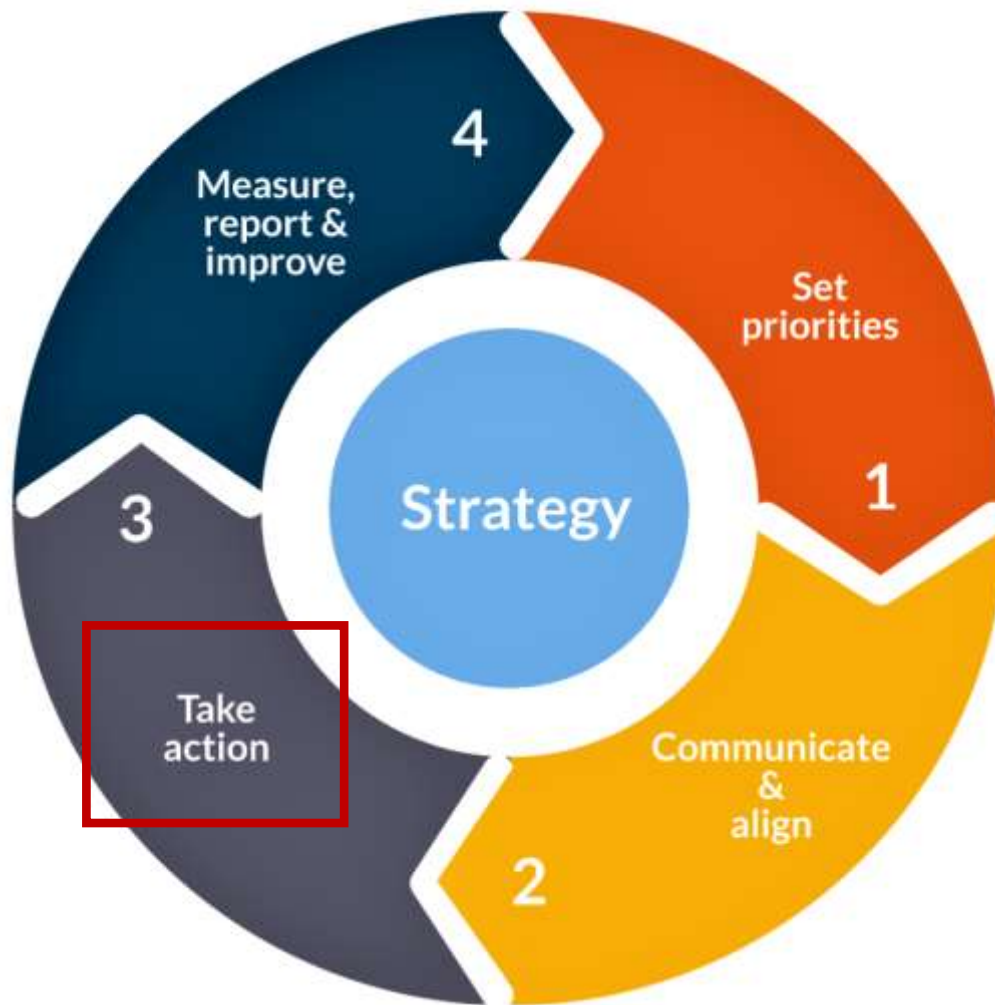 Set
priorities
1
Communicate
&
align
2
Take
action
3
Measure,
report &
improve
4
Strategy